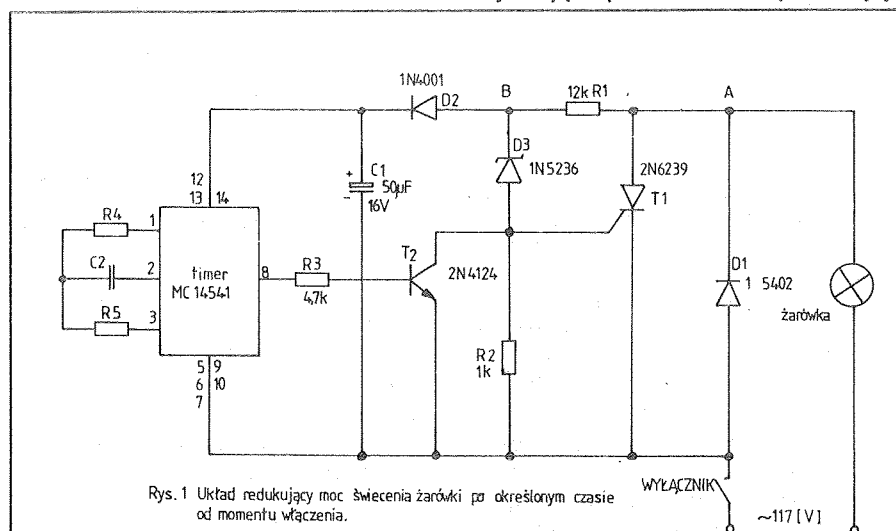 1N4001
D2
B
12k R1
A
D3
1N5236
2N6239
T1
+
C1
50µF
-
16V
12
13 14
R4
1
C2
2
timer
MC 14541
8
R3
4,7k
T2
2N4124
D1
1 5402
żarówka
R5
3
R2
1k
5 9
6 10
7
WYŁĄCZNIK
~117 [V]
Rys. 1 Układ redukujący moc świecenia żarówki po określonym czasie
od momentu włączenia.